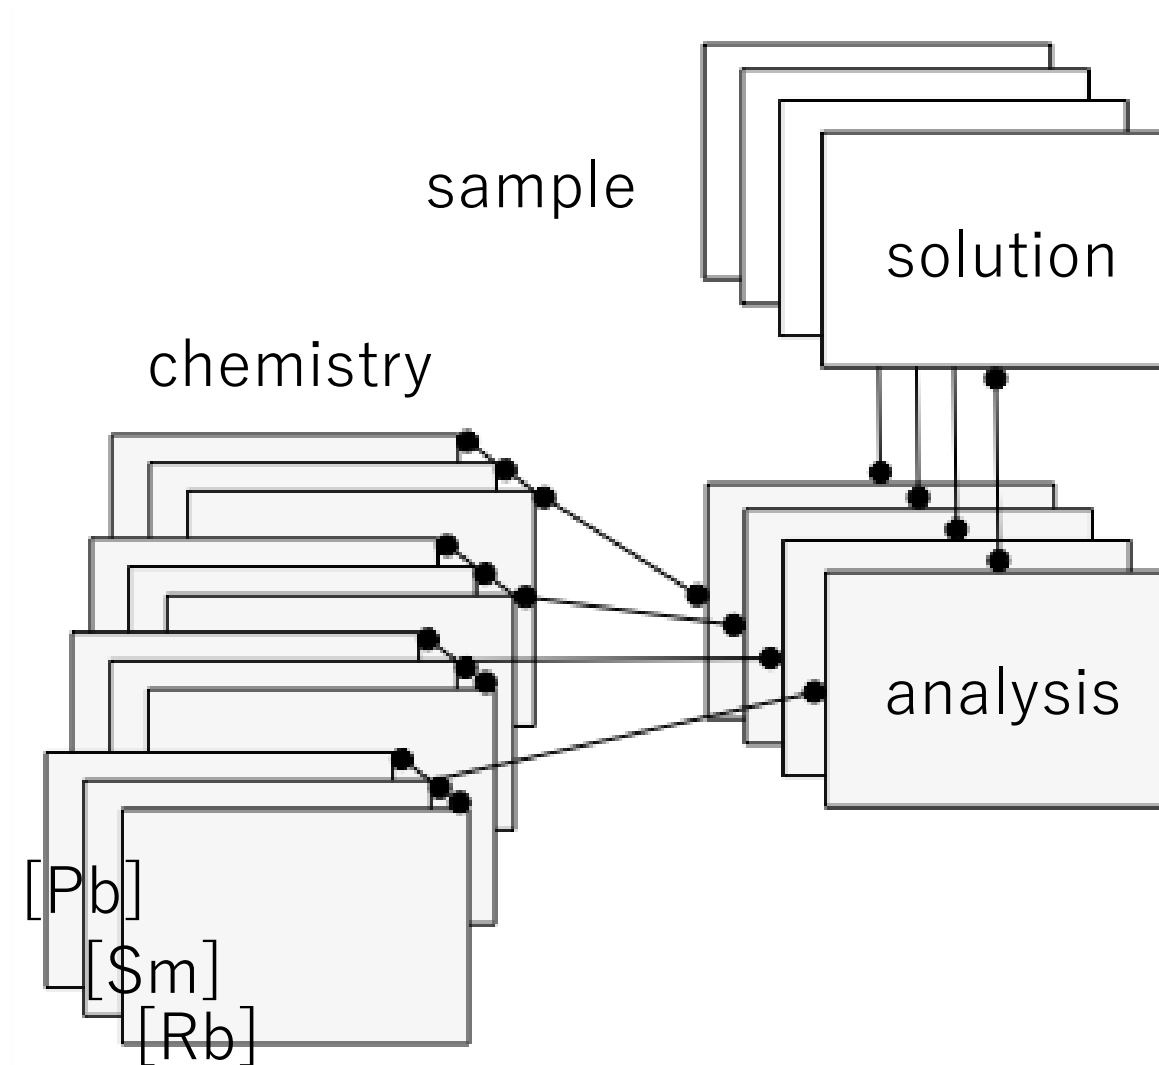 sample
solution
chemistry
analysis
[Pb]
[Sm]
[Rb]